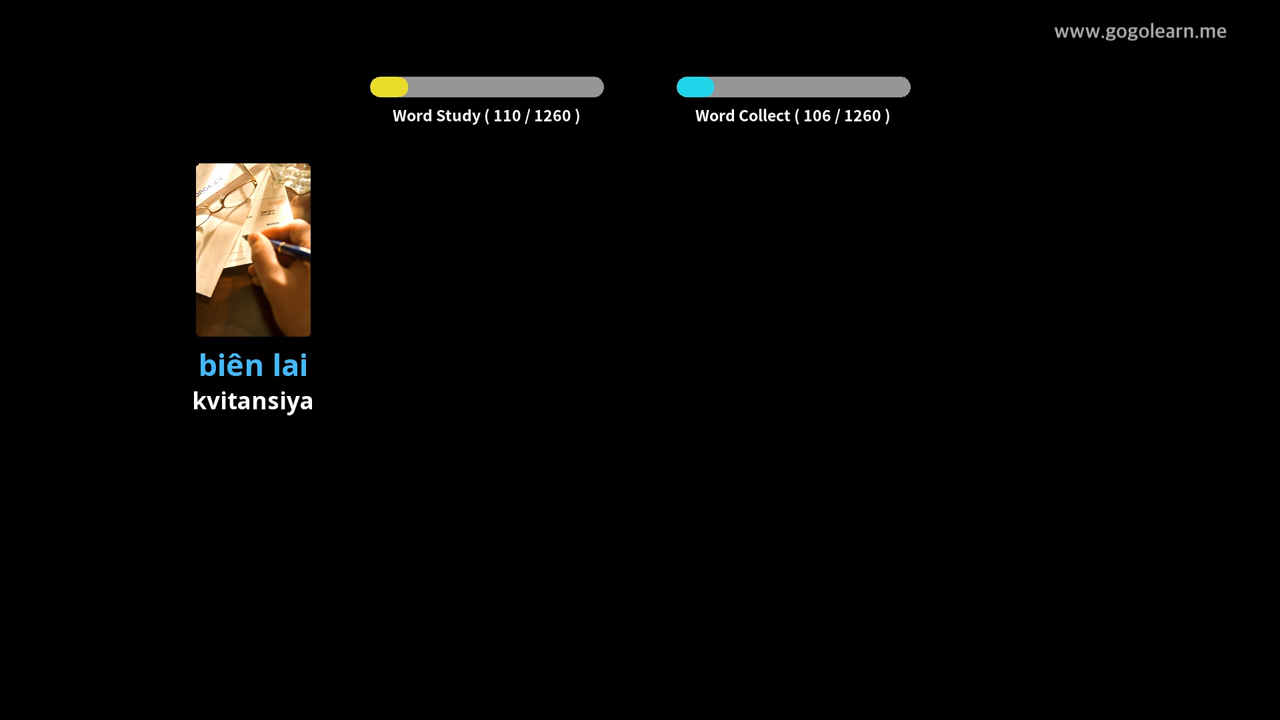 www.gogolearn.me
Word Study ( 110 / 1260 )
Word Collect ( 106 / 1260 )
biên lai
kvitansiya